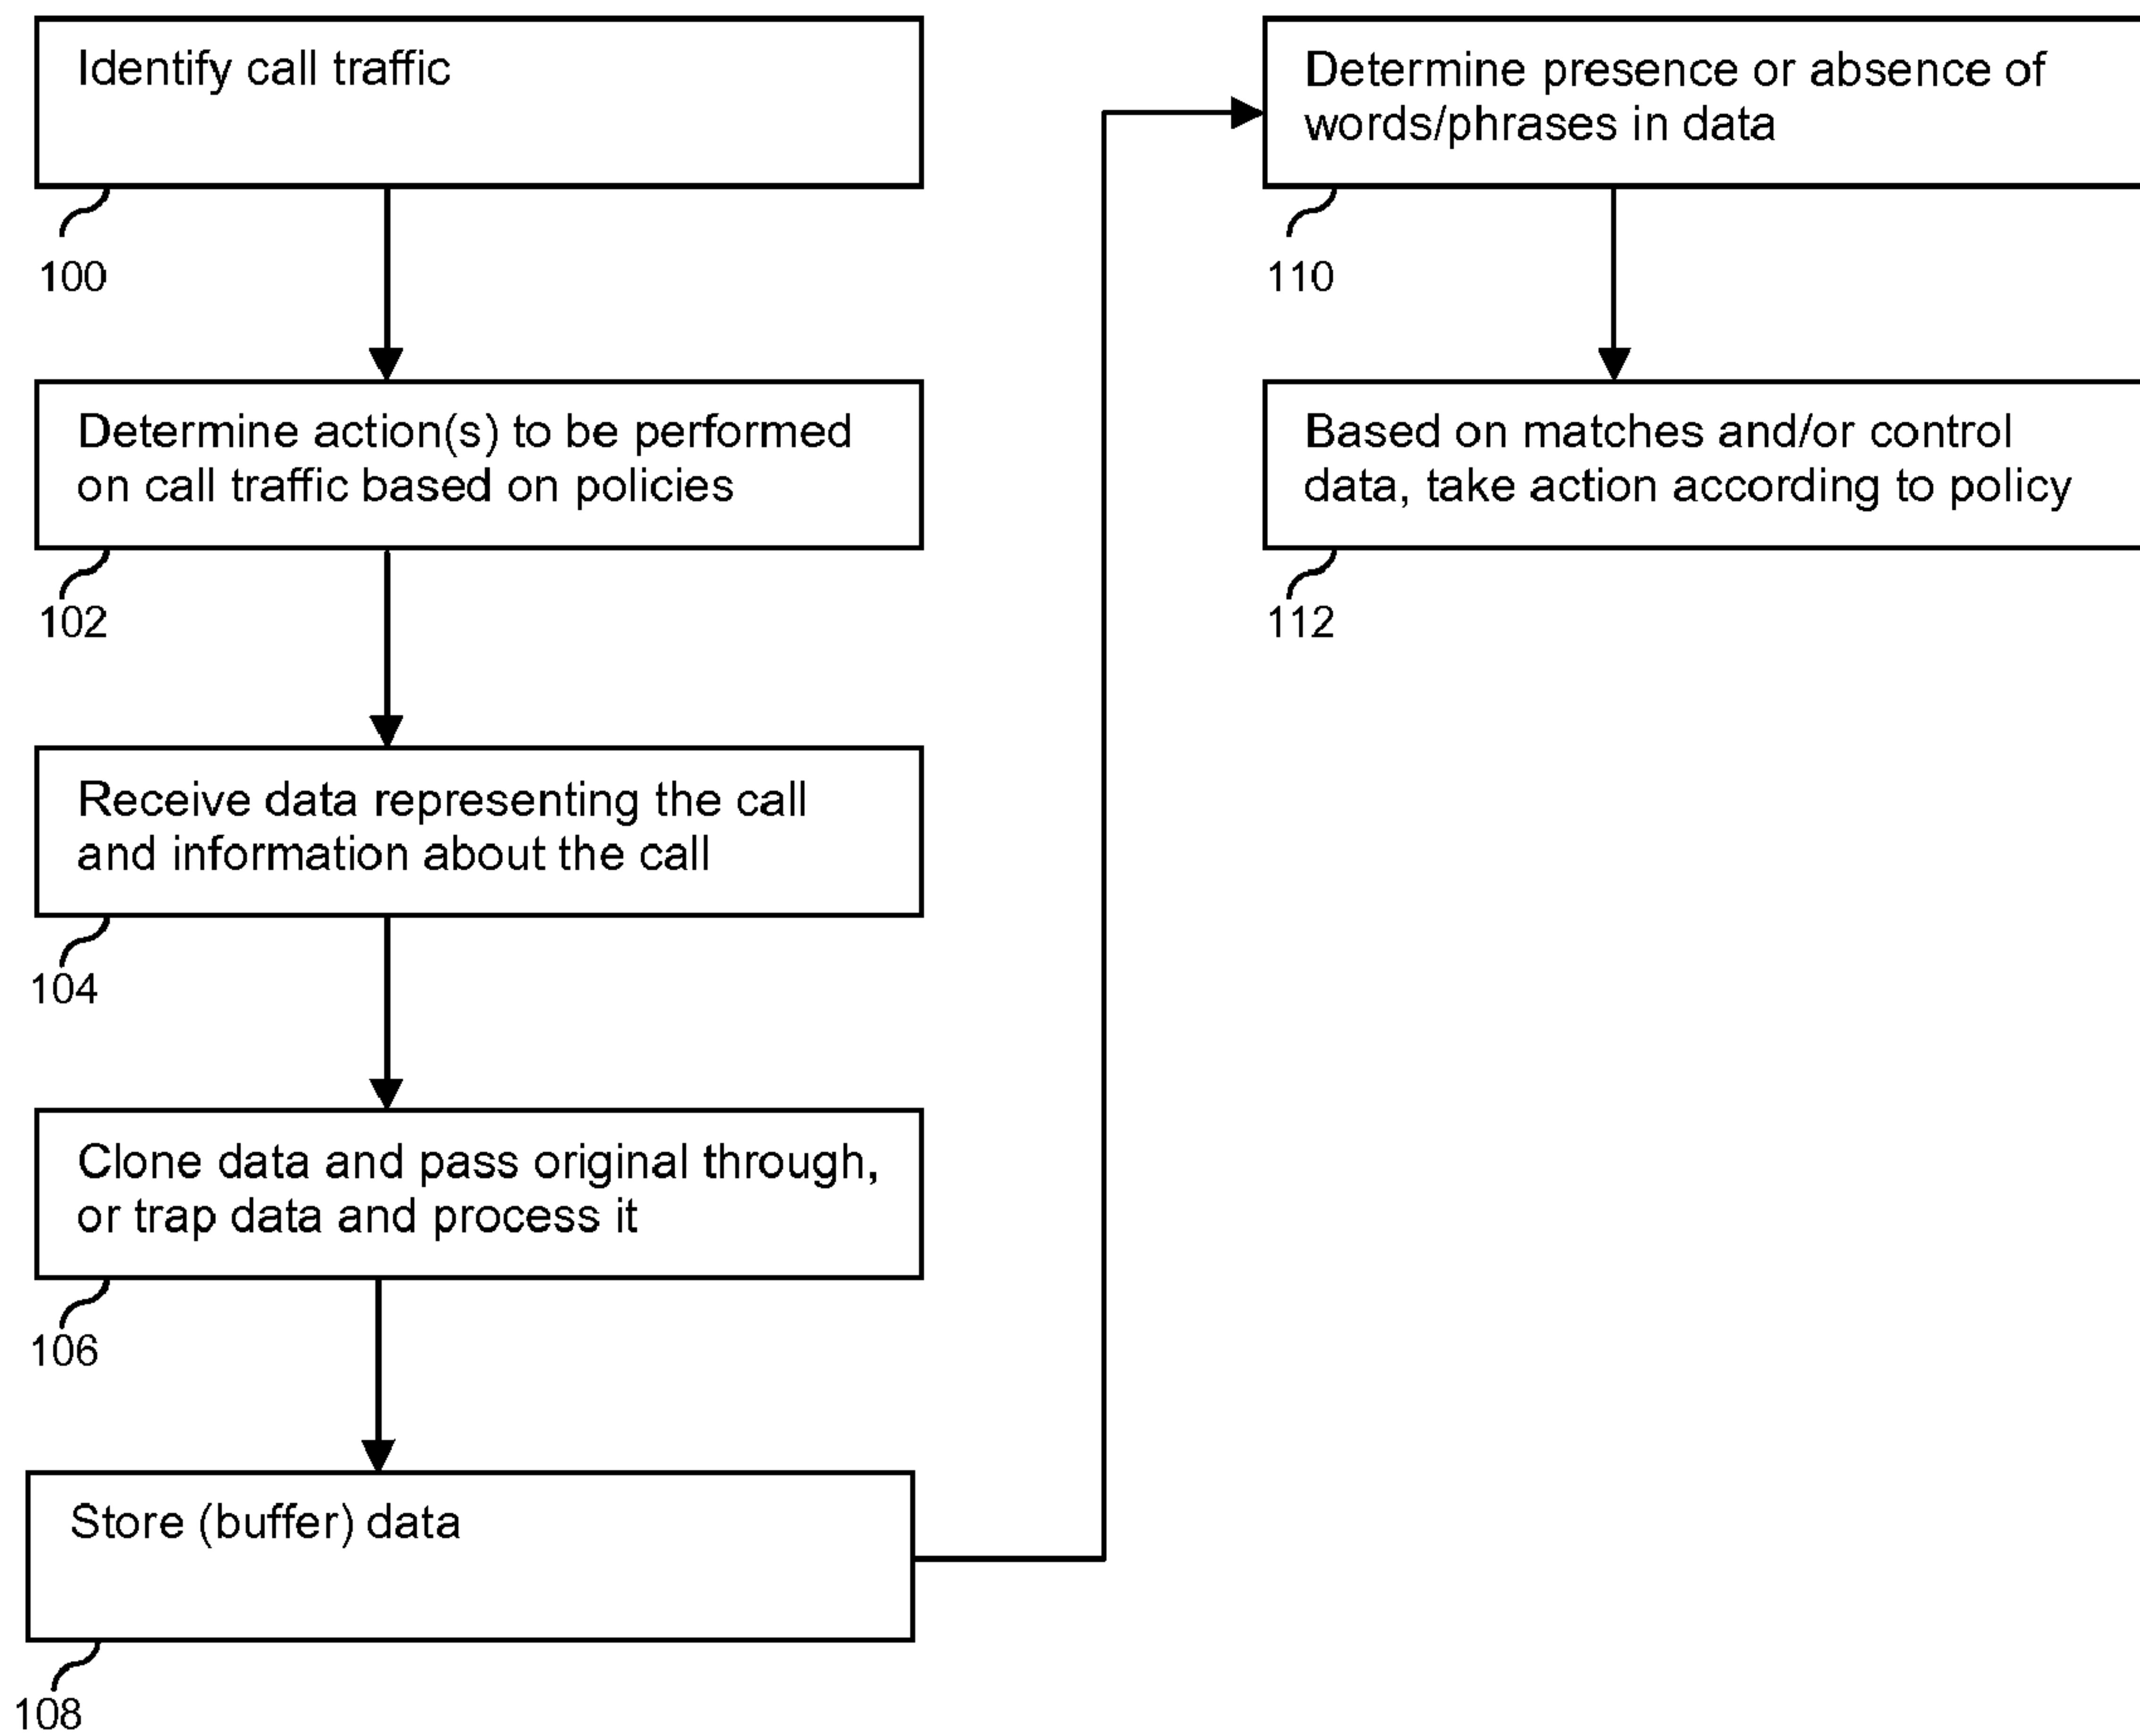 Identify call traffic
100
Determine action(s) to be performed
on call traffic based on policies
102
Receive data representing the call
and information about the call
104
Clone data and pass original through,
or trap data and process it
106
Store (buffer) data
108
Determine presence or absence of
words/phrases in data
110
Based on matches and/or control
data, take action according to policy
112